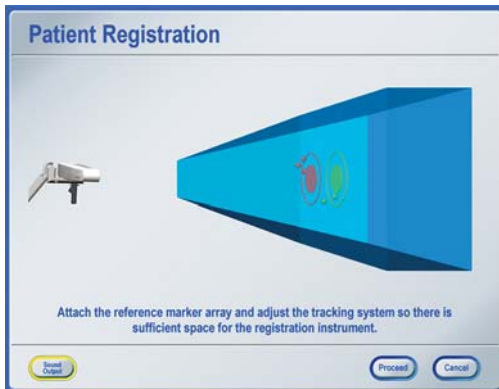 Patient Registration
Attach the reference marker array and adjust the tracking system so there is
sufficient space for the registration instrument.
Sound
Output
Proceed
Cancel